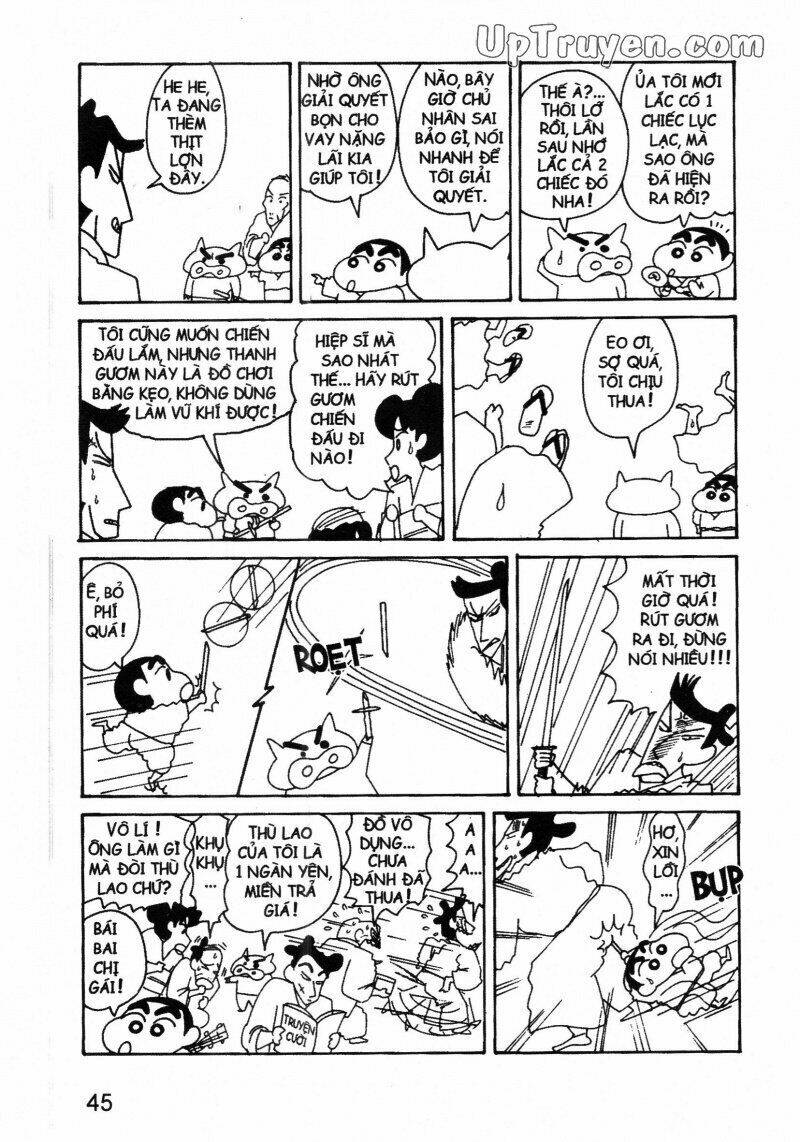 UpTruyen.com
ỦA TÔI MỚI
LẮC CÓ 1
CHIẾC LỤC
LẠC, MÀ
SAO ÔNG
ĐÃ HIỆN
RA RỒI?
THẾ À?...
THÔI LỠ
RỒI, LẦN
SAU NHỚ
LẮC CẢ 2
CHIẾC ĐÓ
NHA!
NÀO, BÂY
GIỜ CHỦ
NHÂN SAI
BẢO GÌ, NÓI
NHANH ĐỂ
TÔI GIẢI
QUYẾT.
NHỜ ÔNG
GIẢI QUYẾT
BỌN CHO
VAY NẶNG
LÃI KIA
GIÚP TÔI!
HE HE,
TA ĐANG
THÈM
THỊT
LỢN
ĐÂY.
EO ƠI,
SỢ QUÁ,
TÔI CHỊU
THUA!
HIỆP SĨ MÀ
SAO NHÁT
THẾ... HÃY RÚT
GƯƠM
CHIẾN
ĐẤU ĐI
NÀO!
TÔI CŨNG MUỐN CHIẾN
ĐẤU LẮM, NHƯNG THANH
GƯƠM NÀY LÀ ĐỒ CHƠI
BẰNG KẸO, KHÔNG DÙNG
LÀM VŨ KHÍ ĐƯỢC!
MẤT THỜI
GIỜ QUÁ!
RÚT GƯƠM
RA ĐI, ĐỪNG
NÓI NHIỀU!!!
ROẸT
Ê, BỎ
PHÍ
QUÁ!
HƠ,
XIN
LỖI
...
BỤP
A
A
A...
ĐỒ VÔ
DỤNG...
CHƯA
ĐÁNH ĐÃ
THUA!
THÙ LAO
CỦA TÔI LÀ
1 NGÀN YÊN,
MIỄN TRẢ
GIÁ!
KHỤ
KHỤ
...
VÔ LÍ!
ÔNG LÀM GÌ
MÀ ĐÒI THÙ
LAO CHỨ?
BÁI
BAI
CHỊ
GÁI!
TRUYỆN
CƯỜI
45